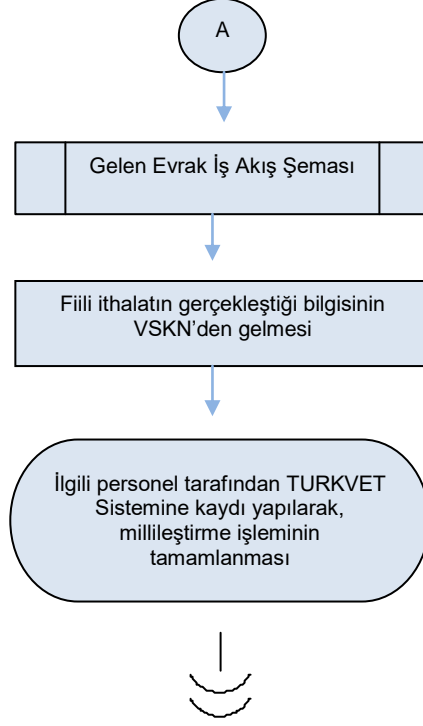 A
Gelen Evrak İş Akış Şeması
Fiili ithalatın gerçekleştiği bilgisinin
VSKN’den gelmesi
İlgili personel tarafından TURKVET
Sistemine kaydı yapılarak,
millileştirme işleminin
tamamlanması